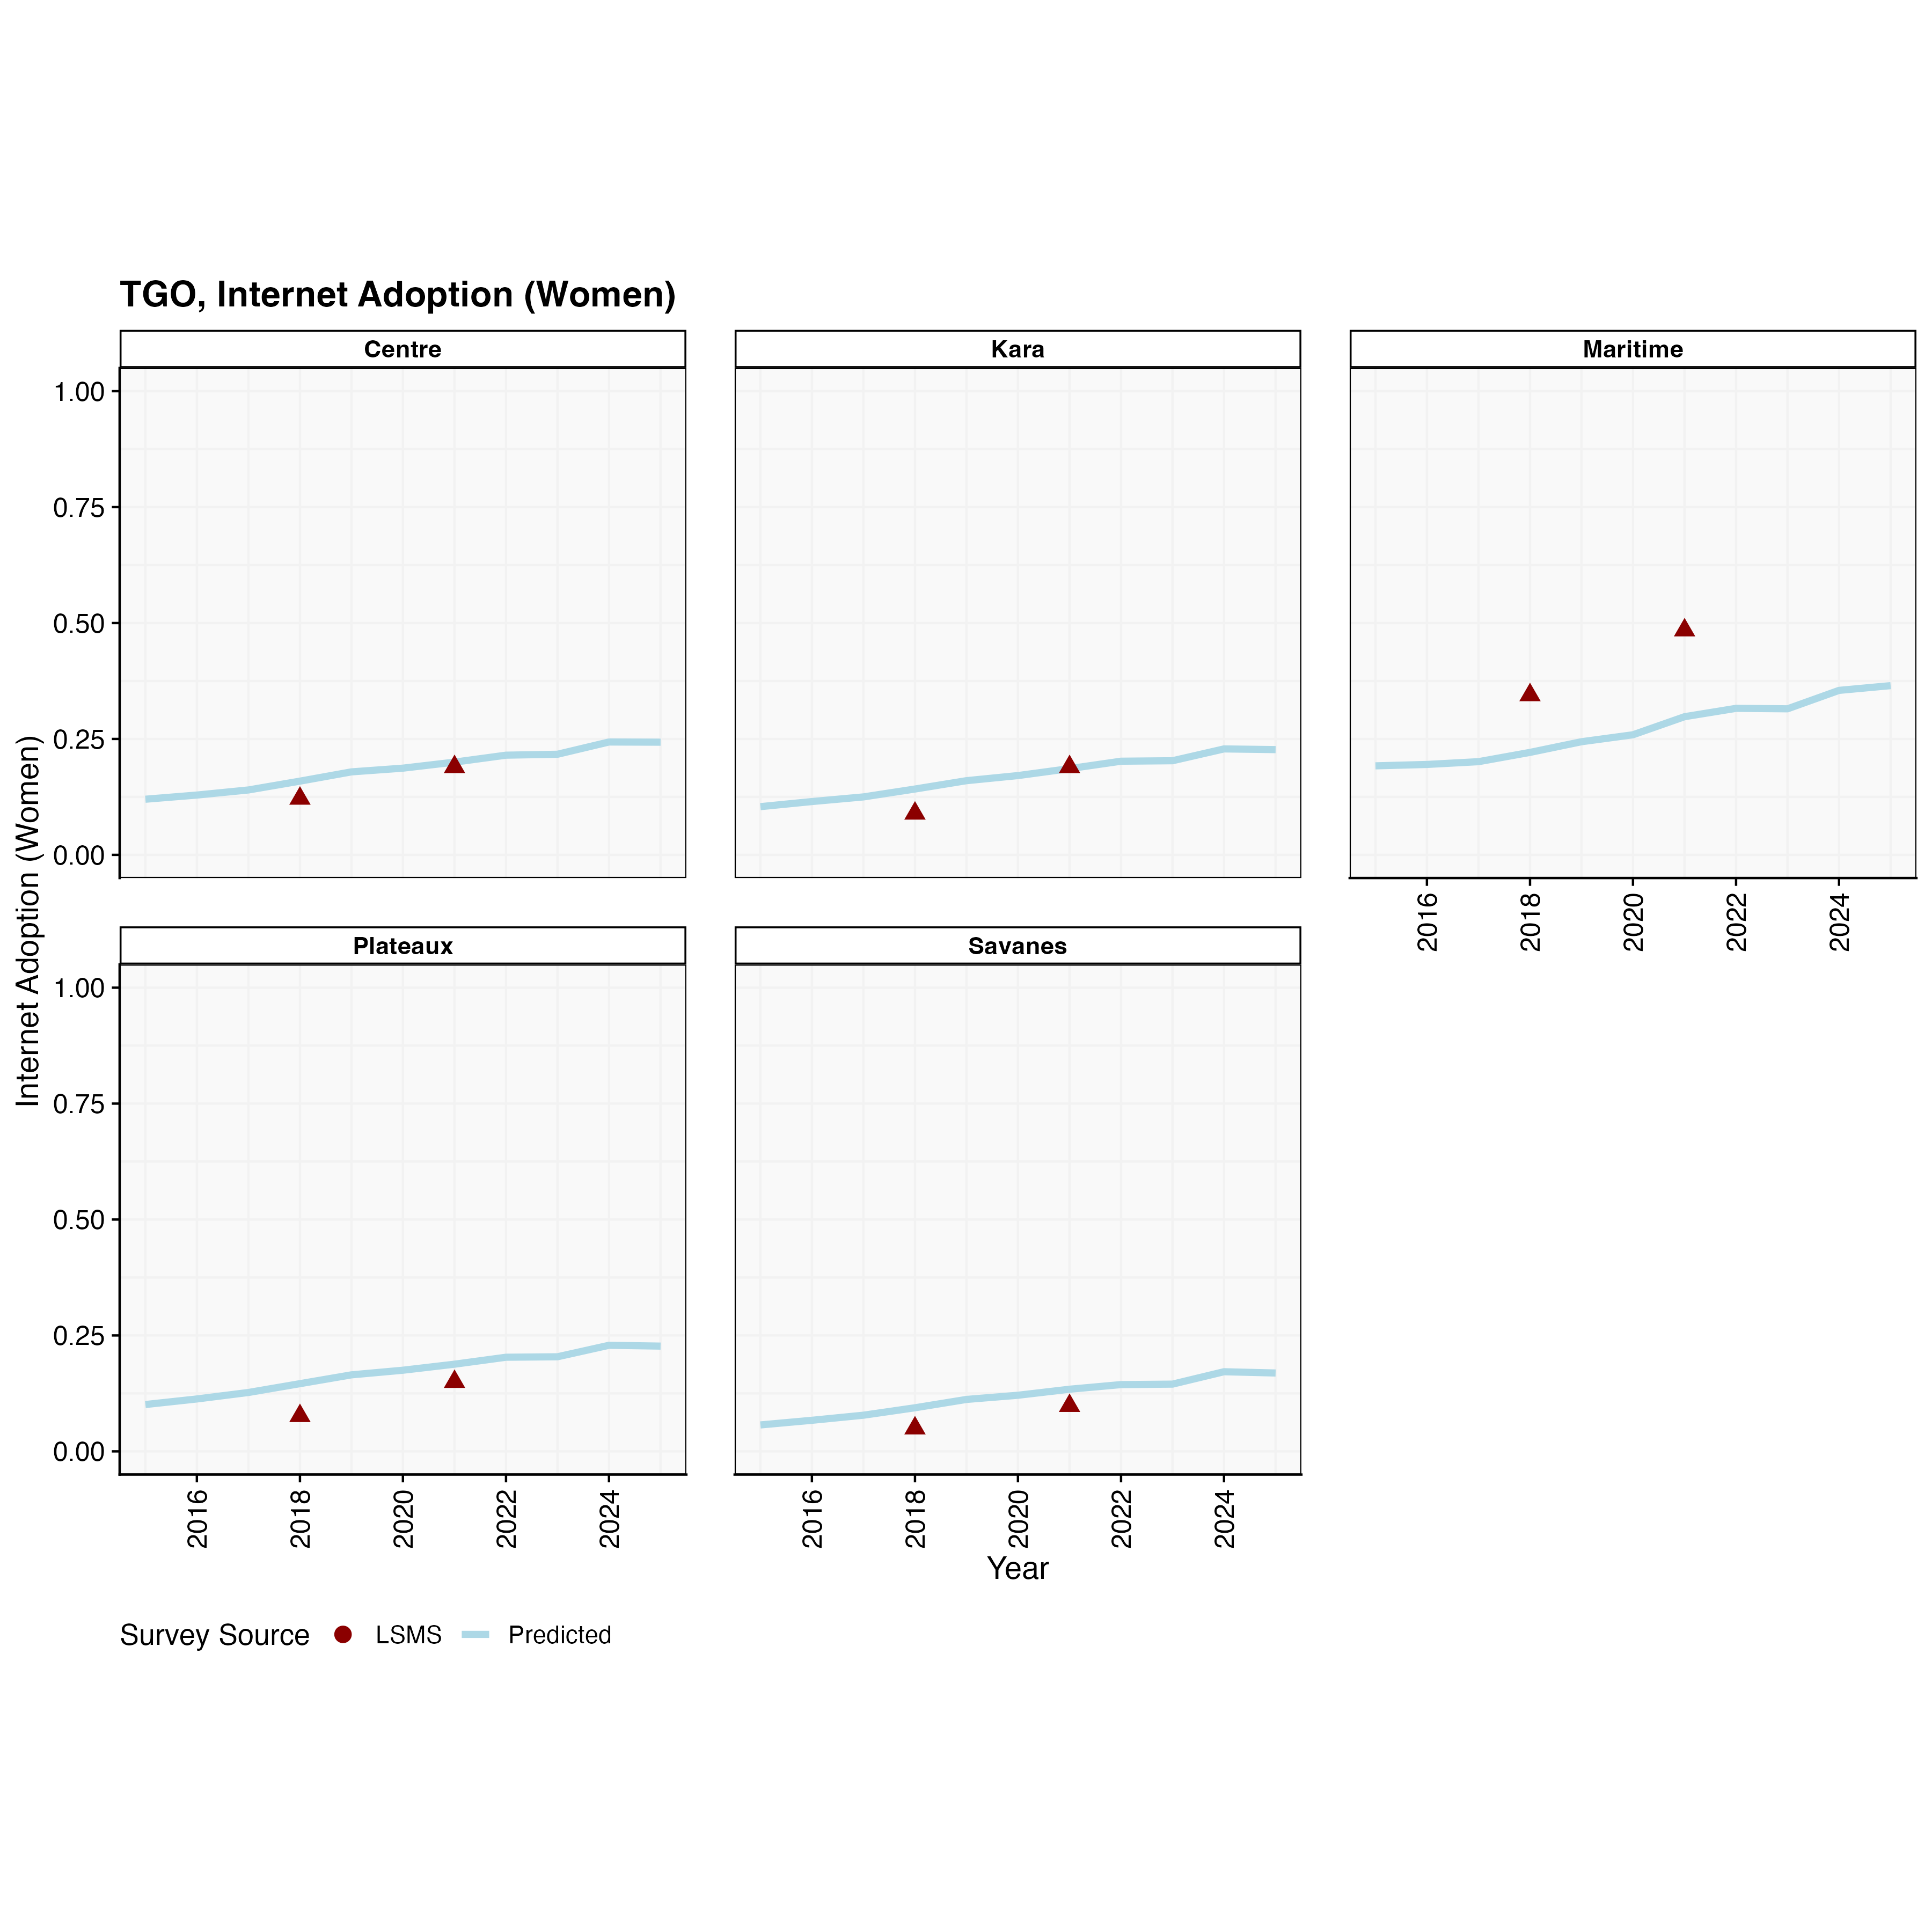 TGO, Internet Adoption (Women)
Centre
Kara
Maritime
1.00
0.75
0.50
0.25
0.00
2016
2018
2020
2022
2024
Plateaux
Savanes
1.00
0.75
0.50
0.25
0.00
2016
2018
2020
2022
2024
2016
2018
2020
2022
2024
Internet Adoption (Women)
Year
Survey Source
LSMS
Predicted